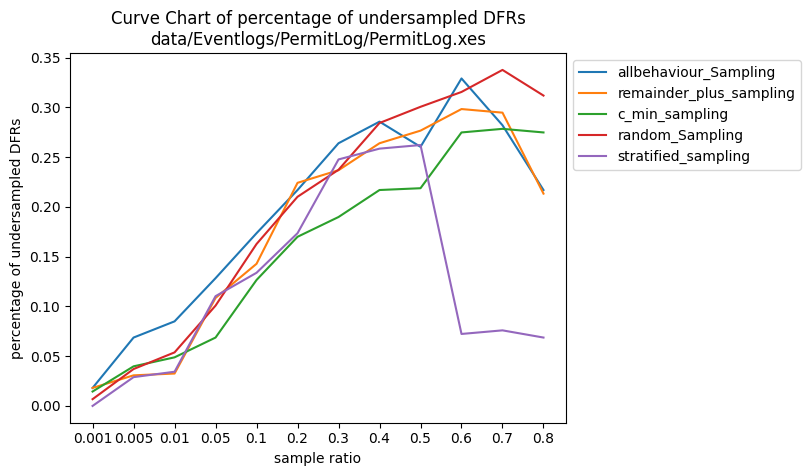 Curve Chart of percentage of undersampled DFRs
data/Eventlogs/PermitLog/PermitLog.xes
percentage of undersampled DFRs
0.35
0.30
0.25
0.20
0.15
0.10
0.05
0.00
0.001 0.005 0.01 0.05 0.1 0.2 0.3 0.4 0.5 0.6 0.7 0.8
sample ratio
allbehaviour_Sampling
remainder_plus_sampling
c_min_sampling
random_Sampling
stratified_sampling